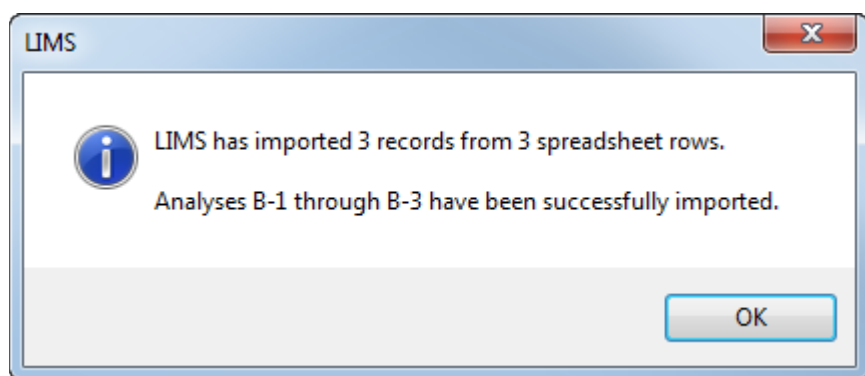 LIMS
LIMS has imported 3 records from 3 spreadsheet rows.
Analyses B-1 through B-3 have been successfully imported.
OK